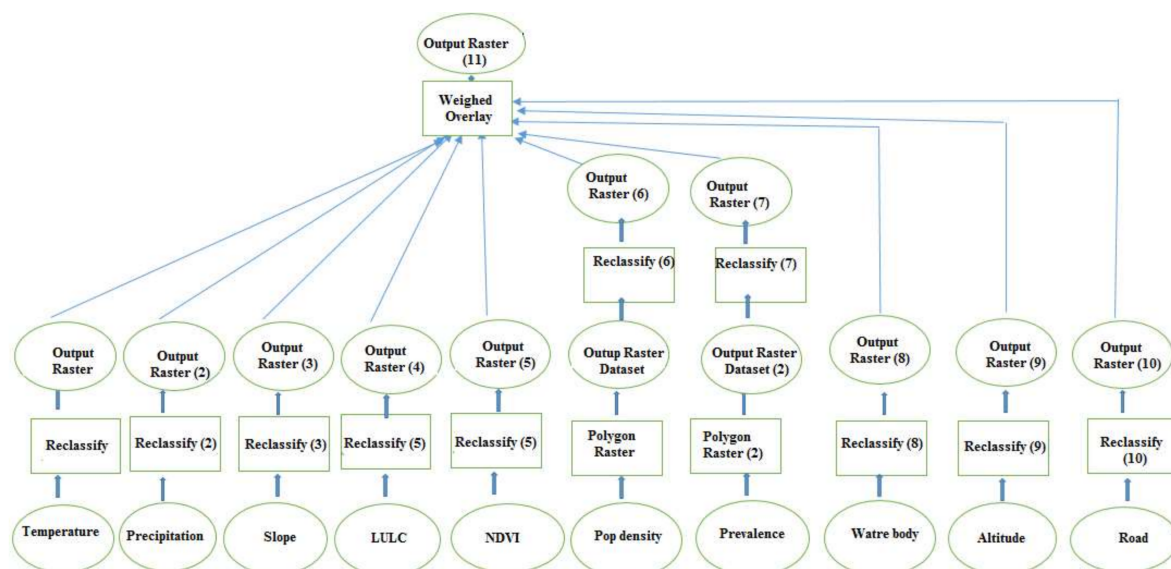 Output Raster
(11)
Weighed
Overlay
Output
Raster (6)
Output
Raster (7)
Reclassify (6)
Reclassify (7)
Output
Raster
Output
Raster (2)
Output
Raster (3)
Output
Raster (4)
Output
Raster (5)
Outup Raster
Dataset
Output Raster
Dataset (2)
Output
Raster (8)
Output
Raster (9)
Output
Raster (10)
Reclassify
Reclassify (2)
Reclassify (3)
Reclassify (5)
Reclassify (5)
Polygon
Raster
Polygon
Raster (2)
Reclassify (8)
Reclassify (9)
Reclassify
(10)
Temperature
Precipitation
Slope
LULC
NDVI
Pop density
Prevalence
Watre body
Altitude
Road